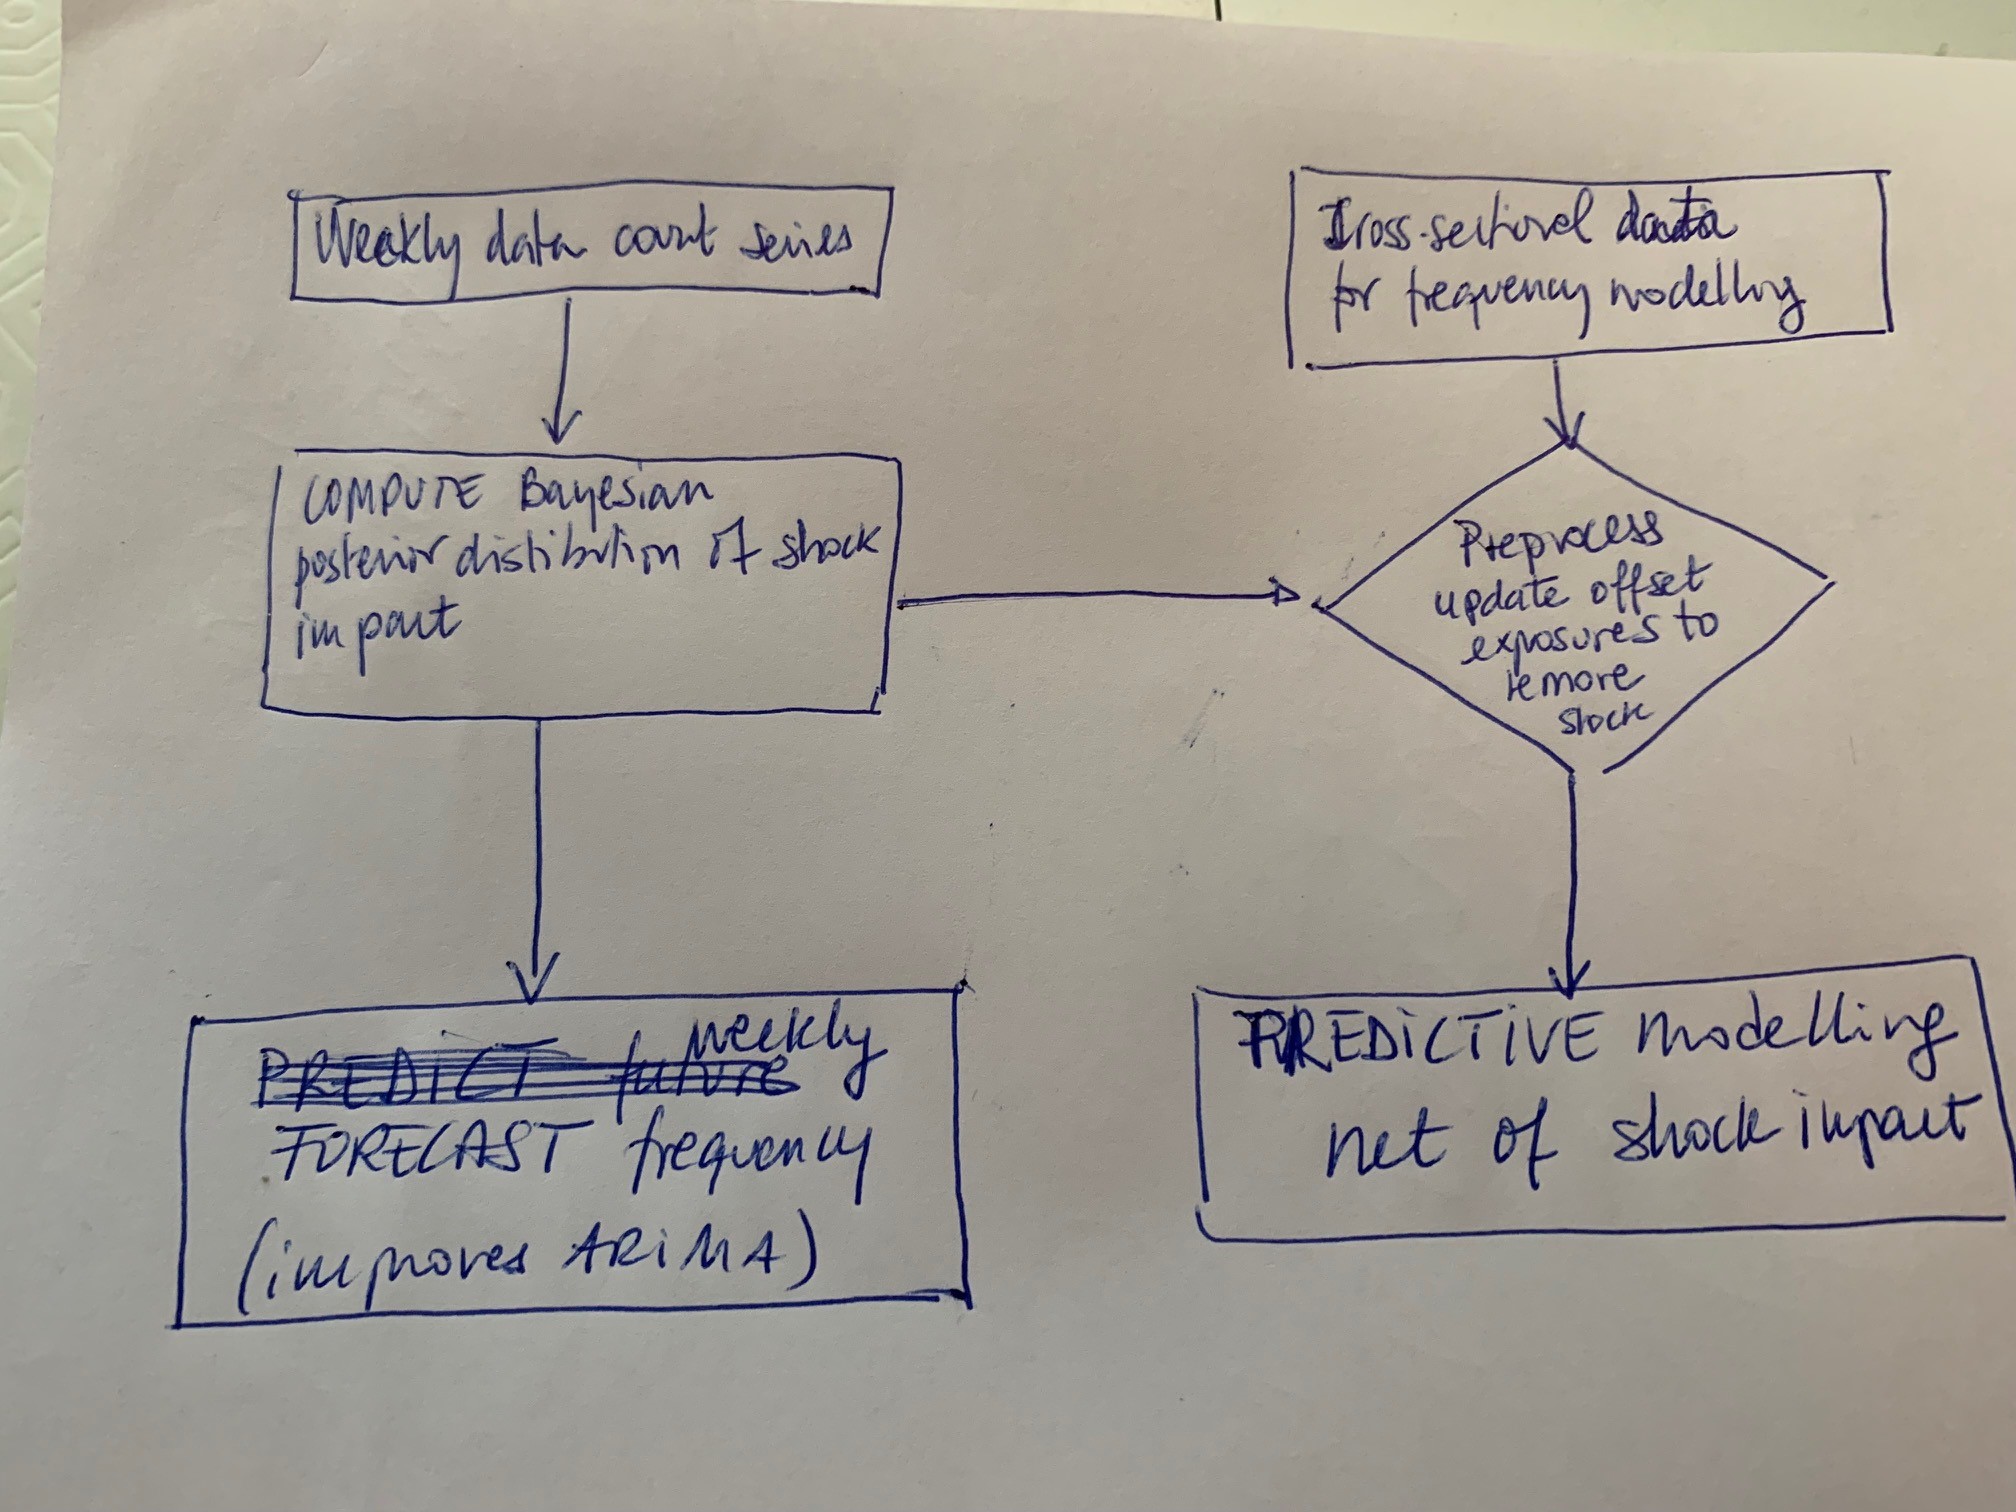 Weekly data count series
Cross-sectional data
for frequency modelling
COMPUTE Bayesian
posterior distibution of shock
impact
Preprocess
update offset
exposures to
remove
shock
PREDICT future weekly
FORECAST frequency
(improves ARiMA)
PREDiCTiVE modelling
net of shock impact